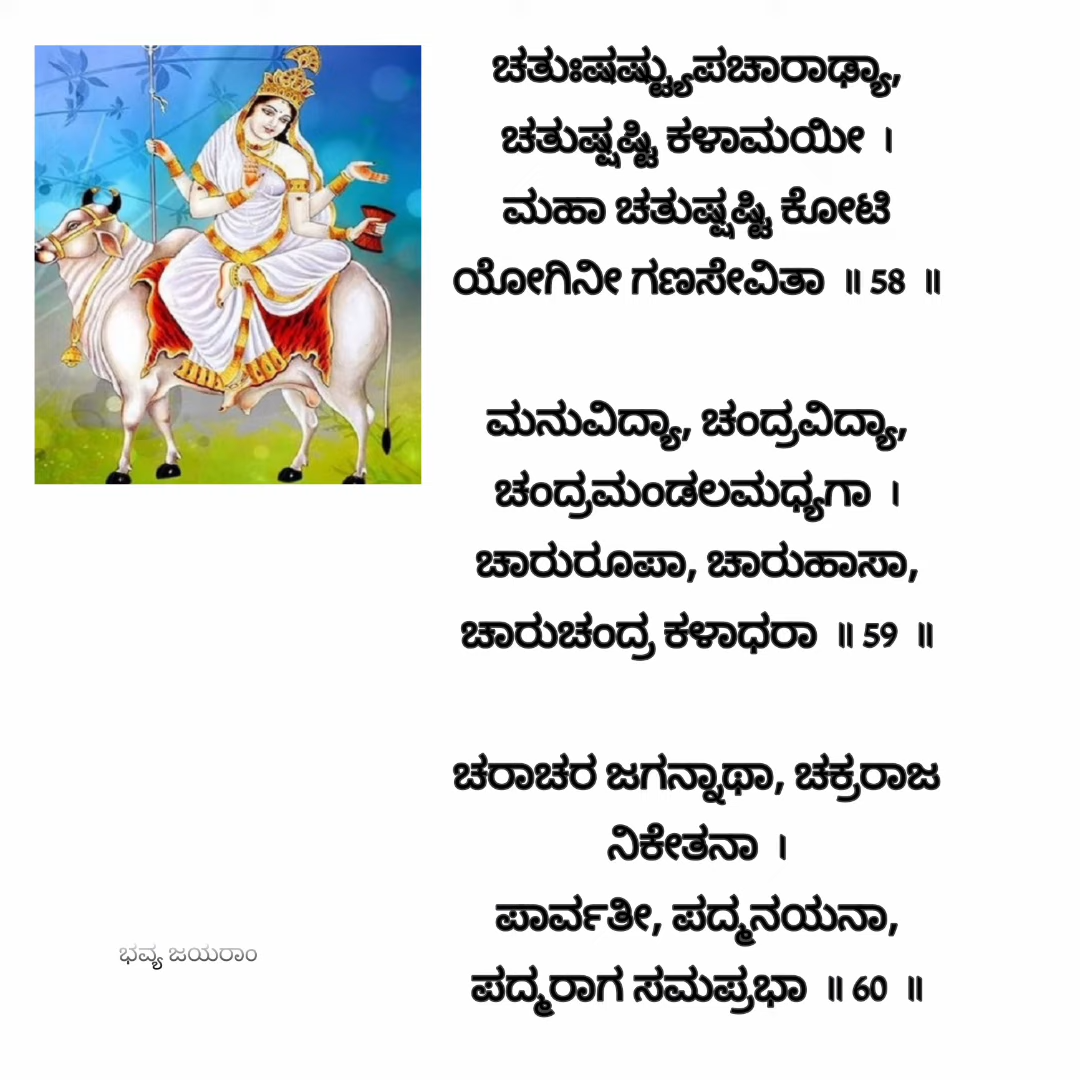 ಚತುಃಷಷ್ಟ್ಯುಪಚಾರಾಢ್ಯಾ,
ಚತುಷ್ಷಷ್ಟಿ ಕಳಾಮಯೀ ।
ಮಹಾ ಚತುಷ್ಷಷ್ಟಿ ಕೋಟಿ
ಯೋಗಿನೀ ಗಣಸೇವಿತಾ ॥ 58 ॥
ಮನುವಿದ್ಯಾ, ಚಂದ್ರವಿದ್ಯಾ,
ಚಂದ್ರಮಂಡಲಮಧ್ಯಗಾ ।
ಚಾರುರೂಪಾ, ಚಾರುಹಾಸಾ,
ಚಾರುಚಂದ್ರ ಕಳಾಧರಾ ॥ 59 ॥
ಚರಾಚರ ಜಗನ್ನಾಥಾ, ಚಕ್ರರಾಜ
ನಿಕೇತನಾ ।
ಪಾರ್ವತೀ, ಪದ್ಮನಯನಾ,
ಪದ್ಮರಾಗ ಸಮಪ್ರಭಾ ॥ 60 ॥
ಭವ್ಯ ಜಯರಾಂ